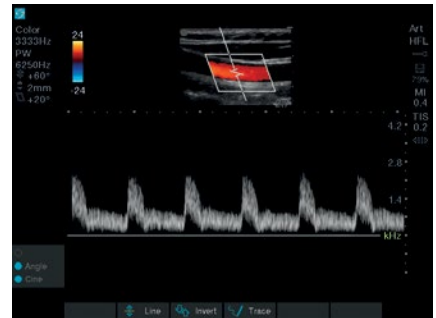 Color
3333Hz
PW
6250Hz
+60°
2mm
+20°
24
-24
Art
HFL
79%
MI
0.4
TIS
0.2
4.2
2.8
1.4
kHz
Angle
Cine
Line
Invert
Trace